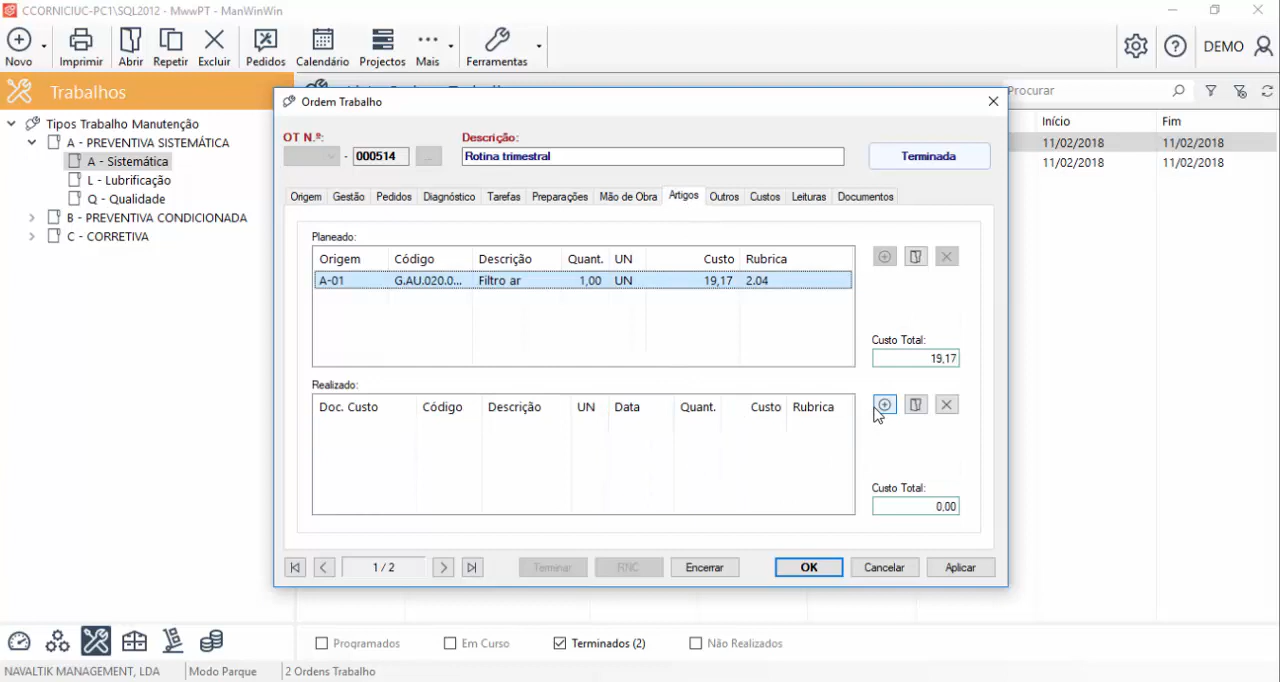 CCORNICIUC-PC1\SQL2012 - MwwPT - ManWinWin
Novo Imprimir Abrir Repetir Excluir Pedidos Calendário Projectos Mais Ferramentas DEMO
Trabalhos
Procurar
Tipos Trabalho Manutenção
A - PREVENTIVA SISTEMÁTICA
A - Sistemática
L - Lubrificação
Q - Qualidade
B - PREVENTIVA CONDICIONADA
C - CORRETIVA
Início Fim
11/02/2018 11/02/2018
11/02/2018 11/02/2018
Ordem Trabalho
OT N.º: Descrição:
- 000514 ... Rotina trimestral Terminada
Origem Gestão Pedidos Diagnóstico Tarefas Preparações Mão de Obra Artigos Outros Custos Leituras Documentos
Planeado:
Origem Código Descrição Quant. UN Custo Rubrica
A-01 G.AU.020.0... Filtro ar 1,00 UN 19,17 2.04
Custo Total:
19,17
Realizado:
Doc. Custo Código Descrição UN Data Quant. Custo Rubrica
Custo Total:
0,00
1 / 2 Terminar RNC Encerrar OK Cancelar Aplicar
Programados Em Curso Terminados (2) Não Realizados
NAVALTIK MANAGEMENT, LDA Modo Parque 2 Ordens Trabalho